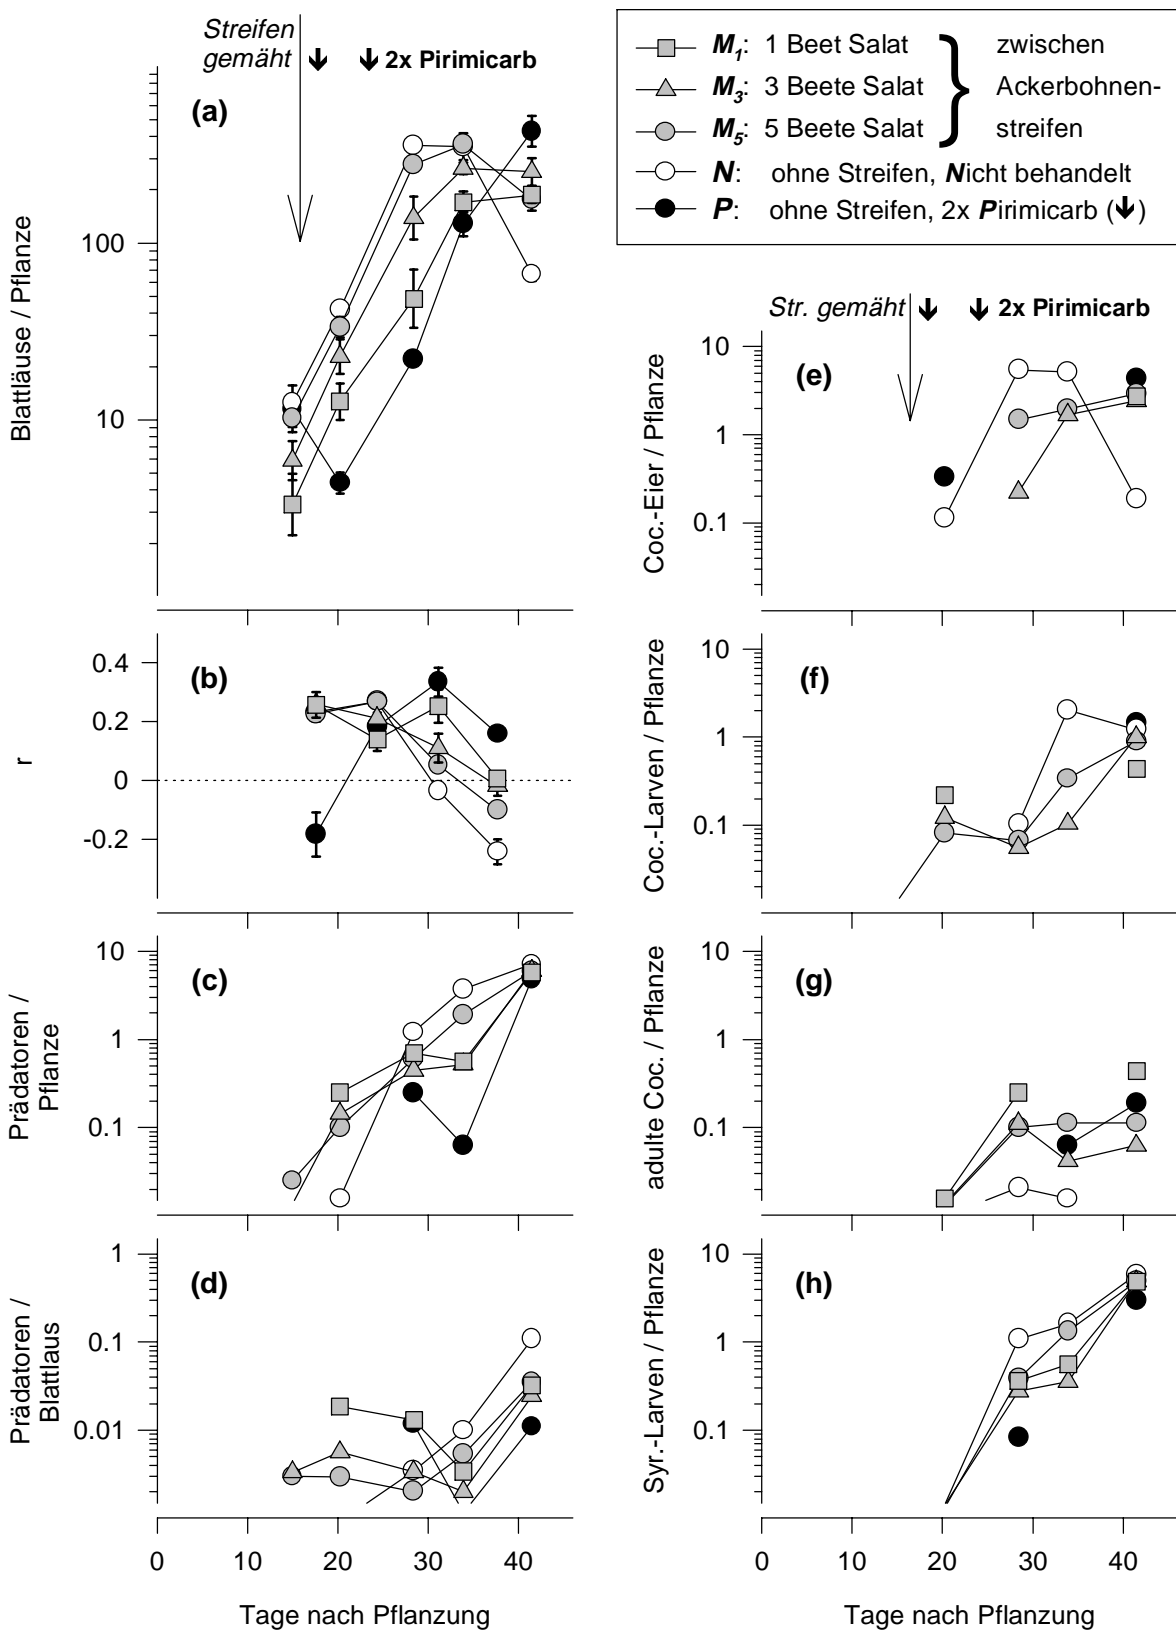 Streifen
gemäht
2x Pirimicarb
M1: 1 Beet Salat
M3: 3 Beete Salat
M5: 5 Beete Salat
}
zwischen
Ackerbohnen-
streifen
N: ohne Streifen, Nicht behandelt
P: ohne Streifen, 2x Pirimicarb (🡻)
(a)
Blattläuse / Pflanze
100
10
(b)
r
0.4
0.2
0
-0.2
(c)
Prädatoren /
Pflanze
10
1
0.1
(d)
Prädatoren /
Blattlaus
1
0.1
0.01
0 10 20 30 40
Tage nach Pflanzung
Str. gemäht
2x Pirimicarb
(e)
Coc.-Eier / Pflanze
10
1
0.1
(f)
Coc.-Larven / Pflanze
10
1
0.1
(g)
adulte Coc. / Pflanze
10
1
0.1
(h)
Syr.-Larven / Pflanze
10
1
0.1
0 10 20 30 40
Tage nach Pflanzung